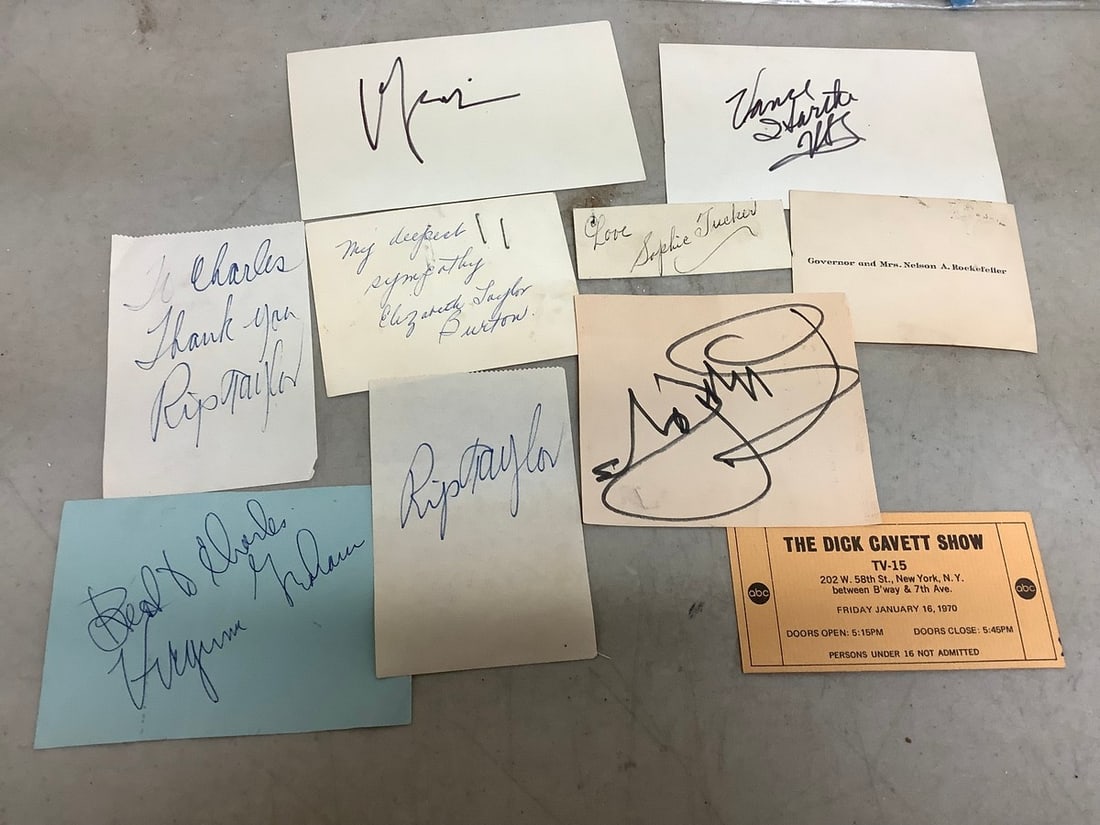 Vance
Hartke
Love
Sophie Tucker
Governor and Mrs. Nelson A. Rockefeller
My deepest
sympathy
Elizabeth Taylor
Burton.
To Charles
Thank you
Rip Taylor
Rip Taylor
Best to Charles
Virginia Graham
THE DICK CAVETT SHOW
TV-15
202 W. 58th St., New York, N.Y.
between B'way & 7th Ave.
abc
abc
FRIDAY JANUARY 16, 1970
DOORS OPEN: 5:15PM DOORS CLOSE: 5:45PM
PERSONS UNDER 16 NOT ADMITTED